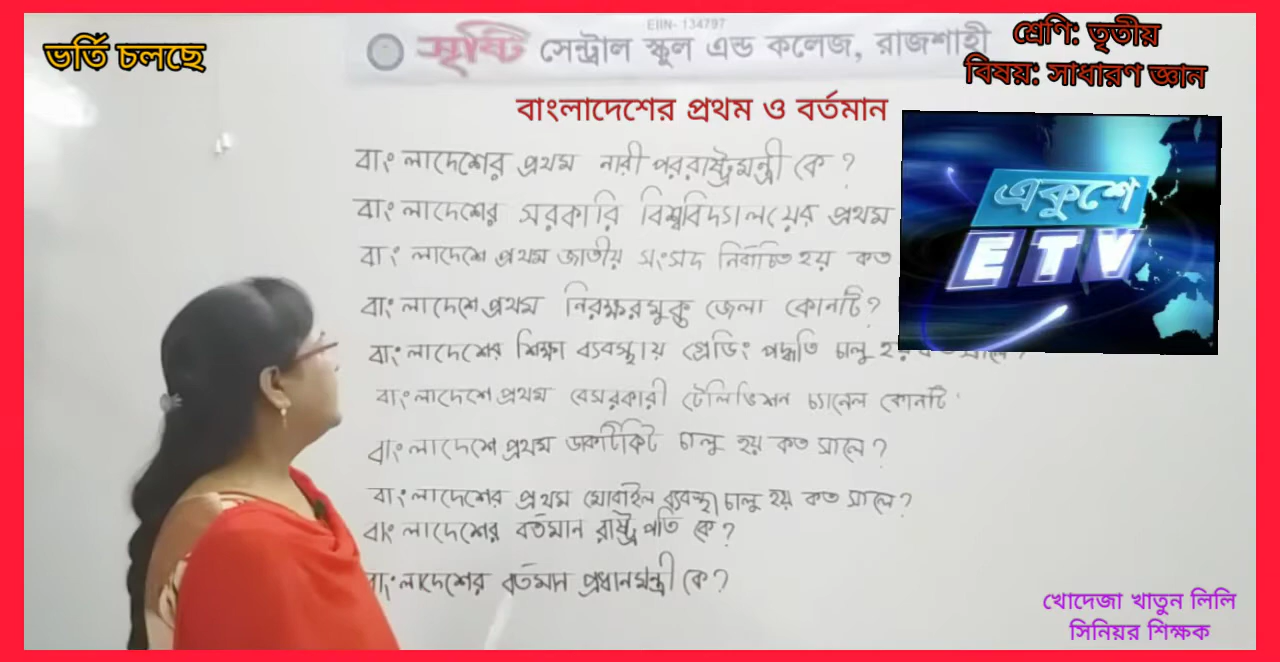 EIIN- 134797
ভর্তি চলছে
সৃষ্টি সেন্ট্রাল স্কুল এন্ড কলেজ, রাজশাহী
শ্রেণি: তৃতীয়
বিষয়: সাধারণ জ্ঞান
বাংলাদেশের প্রথম ও বর্তমান
বাংলাদেশের প্রথম নারী পররাষ্ট্রমন্ত্রী কে ?
বাংলাদেশের সরকারি বিশ্ববিদ্যালয়ের প্রথম
বাংলাদেশে প্রথম জাতীয় সংসদ নির্বাচিত হয় কত
বাংলাদেশে প্রথম নিরক্ষরমুক্ত জেলা কোনটি?
বাংলাদেশের শিক্ষা ব্যবস্থায় গ্রেডিং পদ্ধতি চালু হয় কত সালে ?
বাংলাদেশে প্রথম বেসরকারী টেলিভিশন চ্যানেল কোনটি
বাংলাদেশে প্রথম ডাকটিকিট চালু হয় কত সালে ?
বাংলাদেশের প্রথম মোবাইল ব্যবস্থা চালু হয় কত সালে?
বাংলাদেশের বর্তমান রাষ্ট্রপতি কে ?
বাংলাদেশের বর্তমান প্রধানমন্ত্রী কে ?
একুশে
ETV
খোদেজা খাতুন লিলি
সিনিয়র শিক্ষক